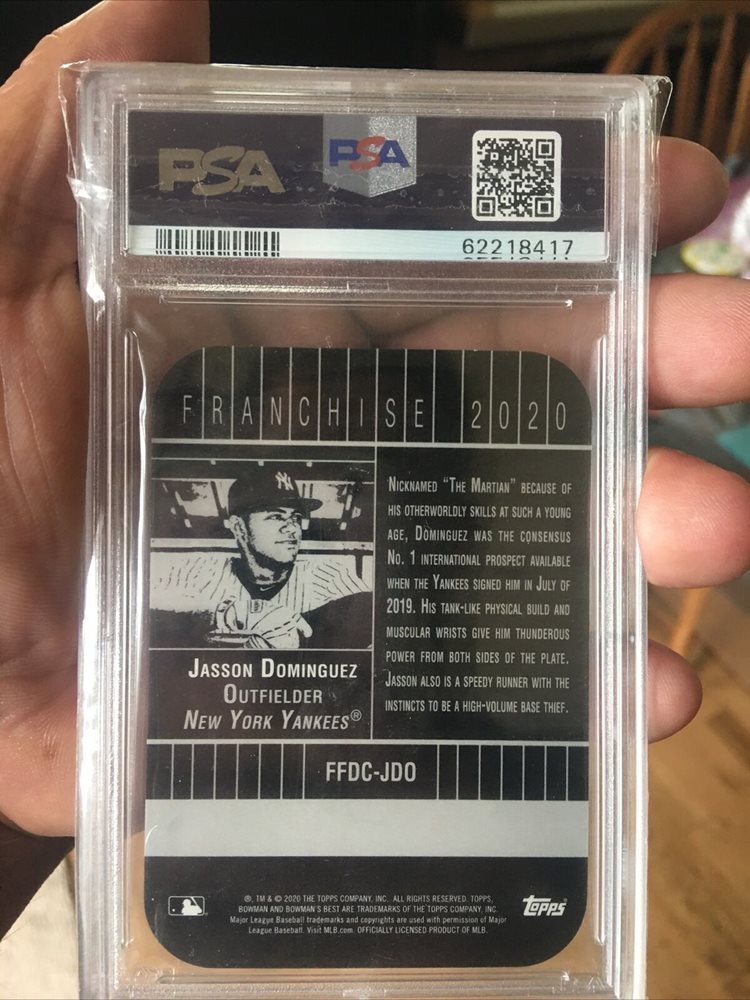 PSA
PSA
62218417
FRANCHISE 2020
NICKNAMED "THE MARTIAN" BECAUSE OF
HIS OTHERWORLDLY SKILLS AT SUCH A YOUNG
AGE, DOMINGUEZ WAS THE CONSENSUS
NO. 1 INTERNATIONAL PROSPECT AVAILABLE
WHEN THE YANKEES SIGNED HIM IN JULY OF
2019. HIS TANK-LIKE PHYSICAL BUILD AND
MUSCULAR WRISTS GIVE HIM THUNDEROUS
POWER FROM BOTH SIDES OF THE PLATE.
JASSON ALSO IS A SPEEDY RUNNER WITH THE
INSTINCTS TO BE A HIGH-VOLUME BASE THIEF.
NY
JASSON DOMINGUEZ
OUTFIELDER
NEW YORK YANKEES®
FFDC-JDO
®, TM & © 2020 THE TOPPS COMPANY, INC. ALL RIGHTS RESERVED. TOPPS,
BOWMAN AND BOWMAN'S BEST ARE TRADEMARKS OF THE TOPPS COMPANY, INC.
Major League Baseball trademarks and copyrights are used with permission of Major
League Baseball. Visit MLB.com. OFFICIALLY LICENSED PRODUCT OF MLB.
Topps